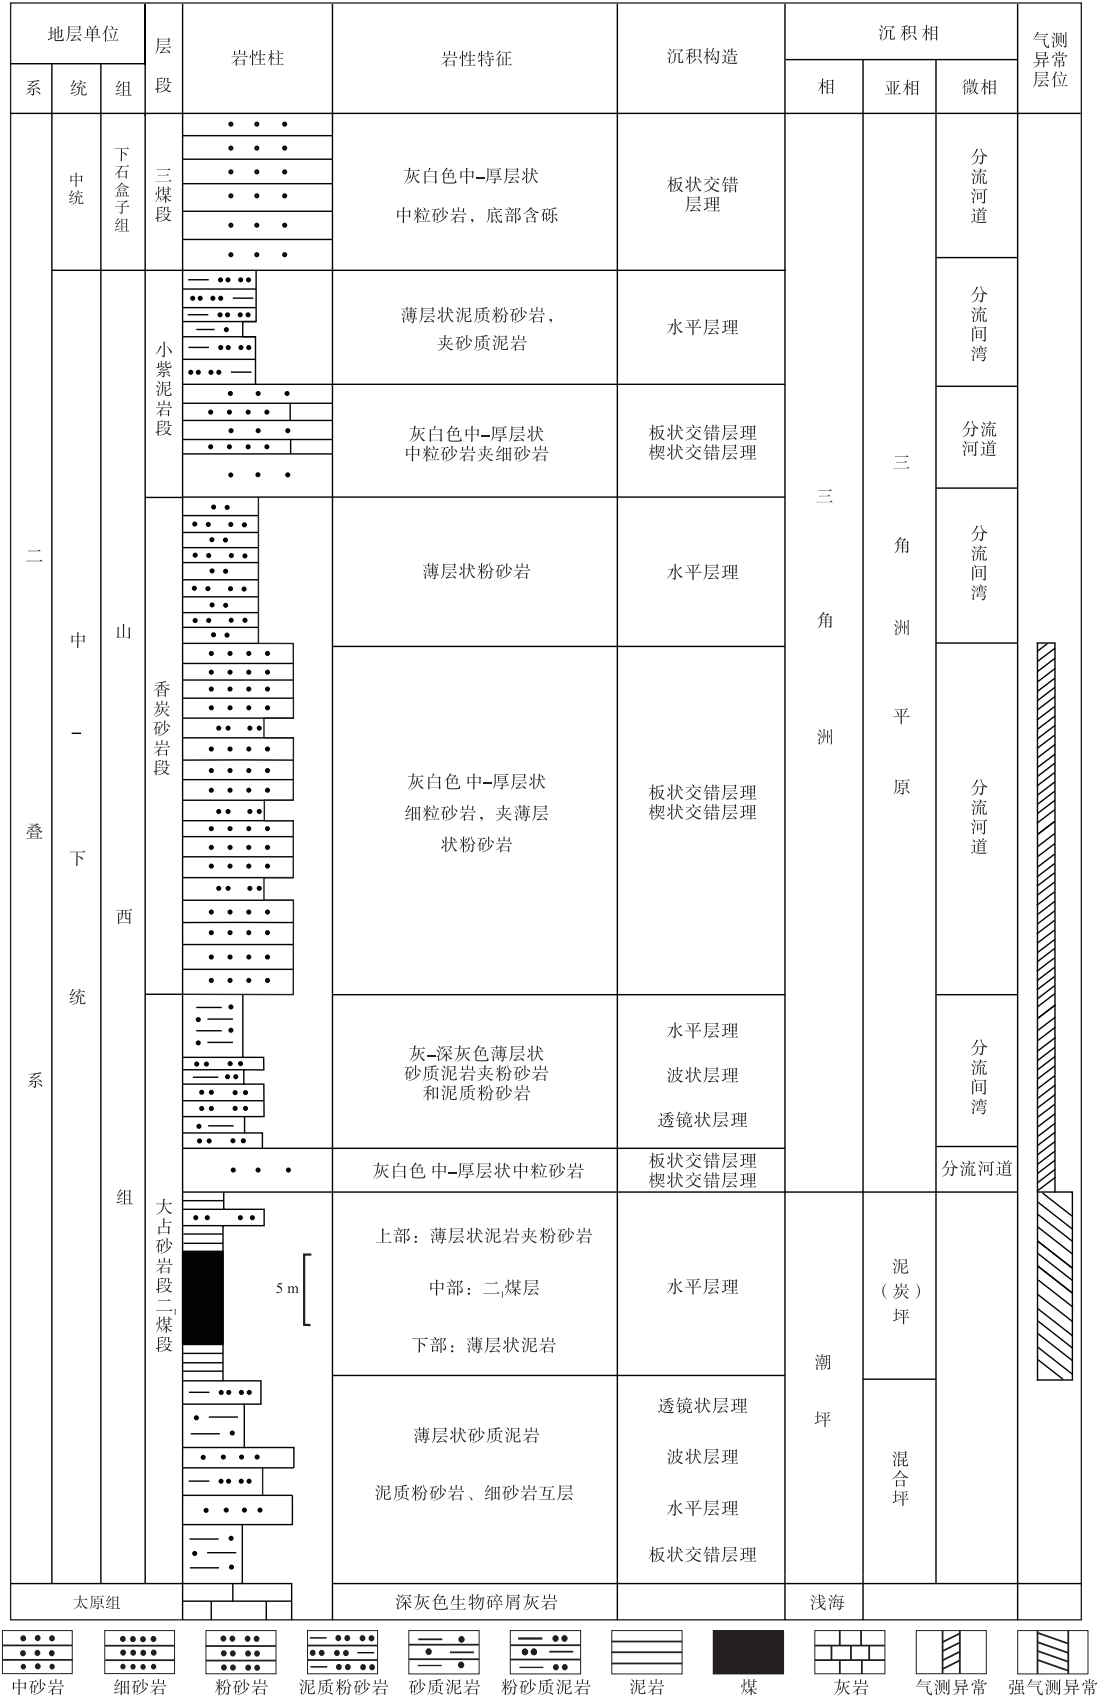 地层单位
层段
岩性柱
岩性特征
沉积构造
沉积相
气测
异常
层位
系
统
组
相
亚相
微相
二叠系
中统
下石盒子组
三煤段
灰白色中–厚层状
中粒砂岩，底部含砾
板状交错
层理
三角洲
三角洲平原
分流河道
中–下统
山西组
小紫泥岩段
薄层状泥质粉砂岩，
夹砂质泥岩
水平层理
分流间湾
灰白色中–厚层状
中粒砂岩夹细砂岩
板状交错层理
楔状交错层理
分流
河道
香炭砂岩段
薄层状粉砂岩
水平层理
分流间湾
灰白色 中–厚层状
细粒砂岩，夹薄层
状粉砂岩
板状交错层理
楔状交错层理
分流河道
大占砂岩段二1煤段
灰–深灰色薄层状
砂质泥岩夹粉砂岩
和泥质粉砂岩
水平层理
波状层理
透镜状层理
分流间湾
灰白色 中–厚层状中粒砂岩
板状交错层理
楔状交错层理
分流河道
5 m
上部：薄层状泥岩夹粉砂岩
中部：二1煤层
下部：薄层状泥岩
水平层理
潮坪
泥
（炭）
坪
薄层状砂质泥岩
泥质粉砂岩、细砂岩互层
透镜状层理
波状层理
水平层理
板状交错层理
混合坪
太原组
深灰色生物碎屑灰岩
浅海
中砂岩
细砂岩
粉砂岩
泥质粉砂岩
砂质泥岩
粉砂质泥岩
泥岩
煤
灰岩
气测异常
强气测异常